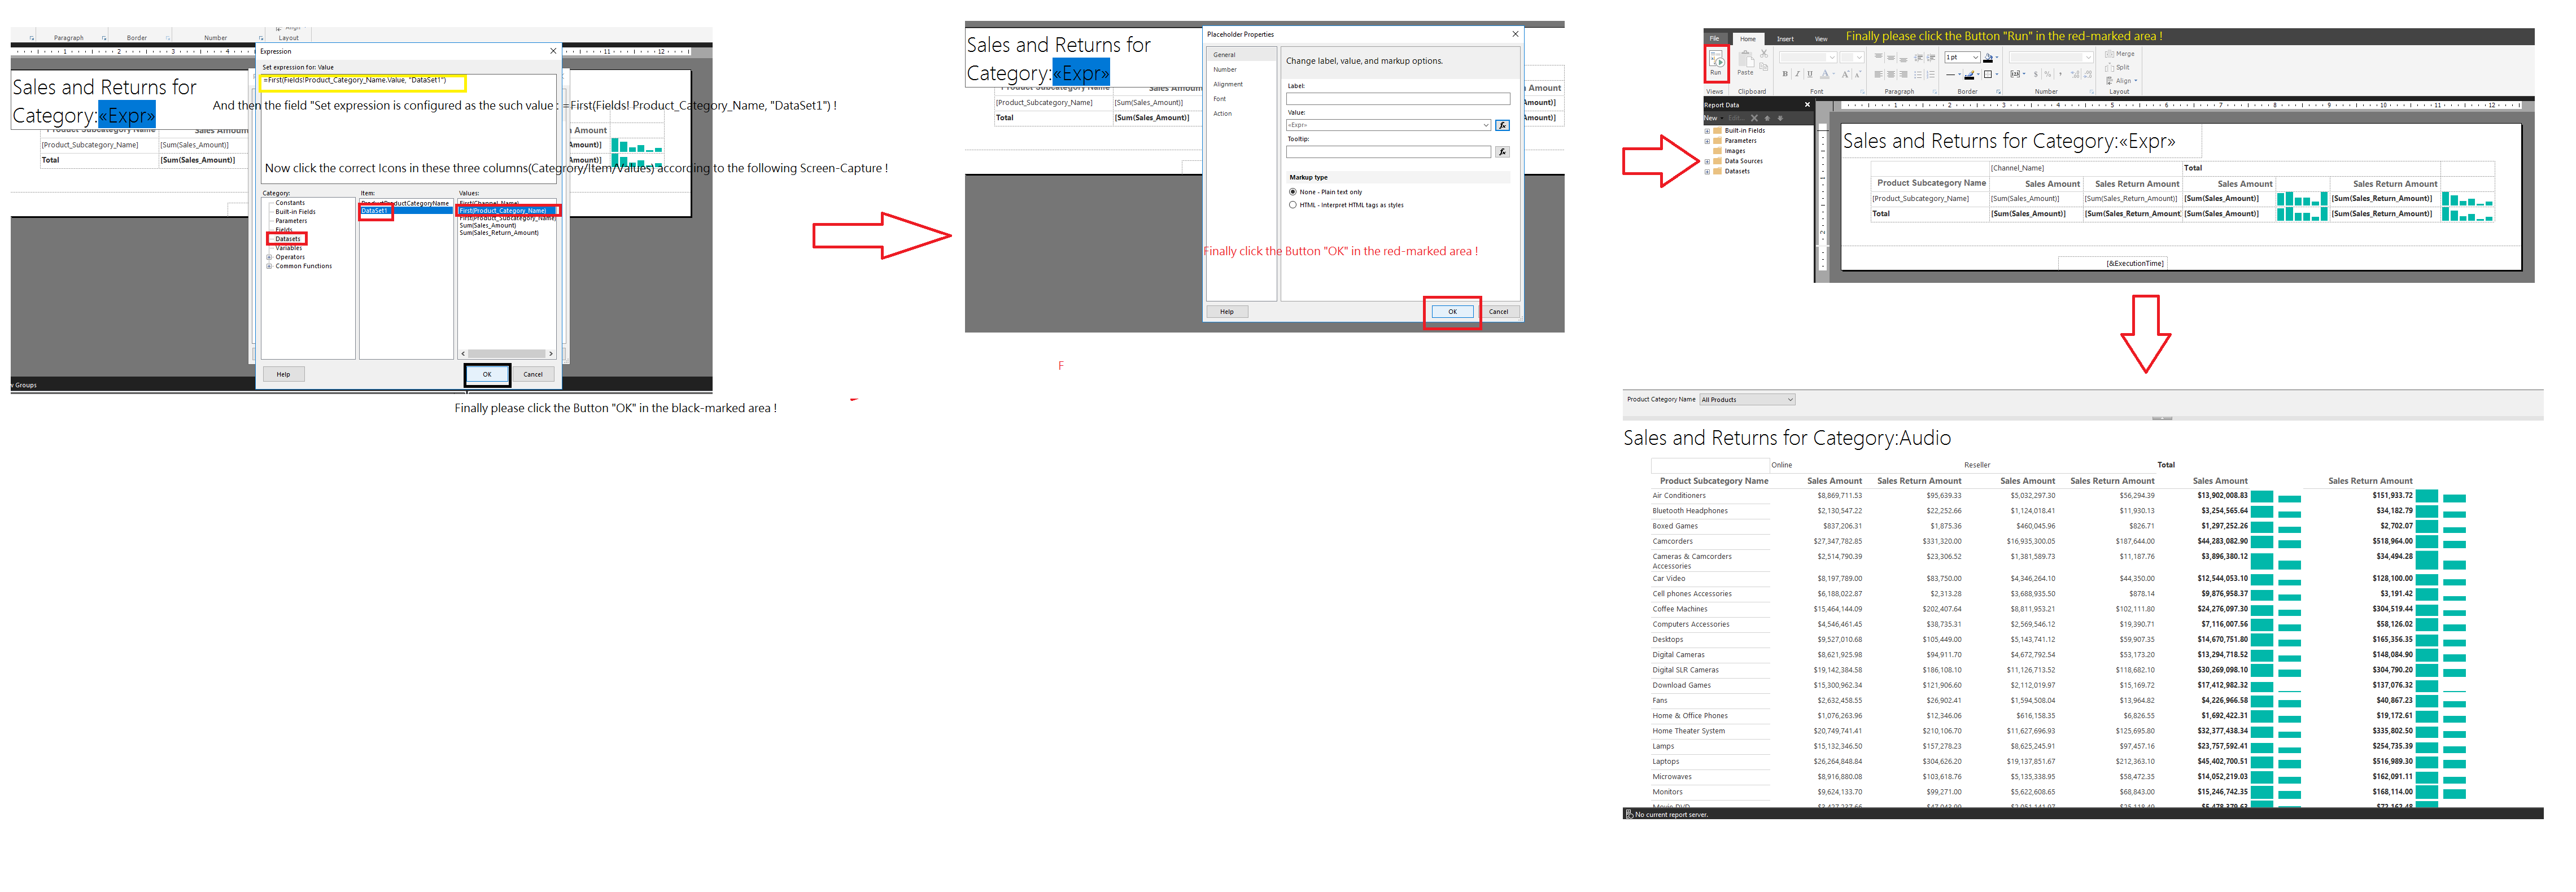 Paragraph
Border
Number
Layout
Expression
Set expression for: Value
=First(Fields!Product_Category_Name.Value, "DataSet1")
Sales and Returns for
Category:«Expr»
And then the field "Set expression is configured as the such value : =First(Fields! Product_Category_Name, "DataSet1") !
[Product_Subcategory_Name]
[Sum(Sales_Amount)]
Total
[Sum(Sales_Amount)]
Now click the correct Icons in these three columns(Categrory/Item/Values) according to the following Screen-Capture !
Category:
Item:
Values:
Constants
Built-in Fields
Parameters
Fields
Datasets
Variables
Operators
Common Functions
ProductProductCategoryName
DataSet1
First(Channel_Name)
First(Product_Category_Name)
First(Product_Subcategory_Name)
Sum(Sales_Amount)
Sum(Sales_Return_Amount)
Help
OK
Cancel
w Groups
Finally please click the Button "OK" in the black-marked area !
Sales and Returns for
Category:«Expr»
[Product_Subcategory_Name]
[Sum(Sales_Amount)]
Total
[Sum(Sales_Amount)]
Placeholder Properties
General
Number
Alignment
Font
Action
Change label, value, and markup options.
Label:
Value:
«Expr»
Tooltip:
Markup type
None - Plain text only
HTML - Interpret HTML tags as styles
Finally click the Button "OK" in the red-marked area !
Help
OK
Cancel
F
File
Home
Insert
View
Finally please click the Button "Run" in the red-marked area !
Run
Paste
1 pt
Merge
Split
Align
Views
Clipboard
Font
Paragraph
Border
Number
Layout
Report Data
New
Edit...
Built-in Fields
Parameters
Images
Data Sources
Datasets
Sales and Returns for Category:«Expr»
[Channel_Name] Total
Product Subcategory Name Sales Amount Sales Return Amount Sales Amount Sales Return Amount
[Product_Subcategory_Name] [Sum(Sales_Amount)] [Sum(Sales_Return_Amount)] [Sum(Sales_Amount)] [Sum(Sales_Return_Amount)]
Total [Sum(Sales_Amount)] [Sum(Sales_Return_Amount) [Sum(Sales_Amount)] [Sum(Sales_Return_Amount)]
[&ExecutionTime]
Product Category Name All Products
Sales and Returns for Category:Audio
Online Reseller Total
Product Subcategory Name Sales Amount Sales Return Amount Sales Amount Sales Return Amount Sales Amount Sales Return Amount
Air Conditioners $8,869,711.53 $95,639.33 $5,032,297.30 $56,294.39 $13,902,008.83 $151,933.72
Bluetooth Headphones $2,130,547.22 $22,252.66 $1,124,018.41 $11,930.13 $3,254,565.64 $34,182.79
Boxed Games $837,206.31 $1,875.36 $460,045.96 $826.71 $1,297,252.26 $2,702.07
Camcorders $27,347,782.85 $331,320.00 $16,935,300.05 $187,644.00 $44,283,082.90 $518,964.00
Cameras & Camcorders $2,514,790.39 $23,306.52 $1,381,589.73 $11,187.76 $3,896,380.12 $34,494.28
Accessories
Car Video $8,197,789.00 $83,750.00 $4,346,264.10 $44,350.00 $12,544,053.10 $128,100.00
Cell phones Accessories $6,188,022.87 $2,313.28 $3,688,935.50 $878.14 $9,876,958.37 $3,191.42
Coffee Machines $15,464,144.09 $202,407.64 $8,811,953.21 $102,111.80 $24,276,097.30 $304,519.44
Computers Accessories $4,546,461.45 $38,735.31 $2,569,546.12 $19,390.71 $7,116,007.56 $58,126.02
Desktops $9,527,010.68 $105,449.00 $5,143,741.12 $59,907.35 $14,670,751.80 $165,356.35
Digital Cameras $8,621,925.98 $94,911.70 $4,672,792.54 $53,173.20 $13,294,718.52 $148,084.90
Digital SLR Cameras $19,142,384.58 $186,108.10 $11,126,713.52 $118,682.10 $30,269,098.10 $304,790.20
Download Games $15,300,962.34 $121,906.60 $2,112,019.97 $15,169.72 $17,412,982.32 $137,076.32
Fans $2,632,458.55 $26,902.41 $1,594,508.04 $13,964.82 $4,226,966.58 $40,867.23
Home & Office Phones $1,076,263.96 $12,346.06 $616,158.35 $6,826.55 $1,692,422.31 $19,172.61
Home Theater System $20,749,741.41 $210,106.70 $11,627,696.93 $125,695.80 $32,377,438.34 $335,802.50
Lamps $15,132,346.50 $157,278.23 $8,625,245.91 $97,457.16 $23,757,592.41 $254,735.39
Laptops $26,264,848.84 $304,626.20 $19,137,851.67 $212,363.10 $45,402,700.51 $516,989.30
Microwaves $8,916,880.08 $103,618.76 $5,135,338.95 $58,472.35 $14,052,219.03 $162,091.11
Monitors $9,624,133.70 $99,271.00 $5,622,608.65 $68,843.00 $15,246,742.35 $168,114.00
No current report server.